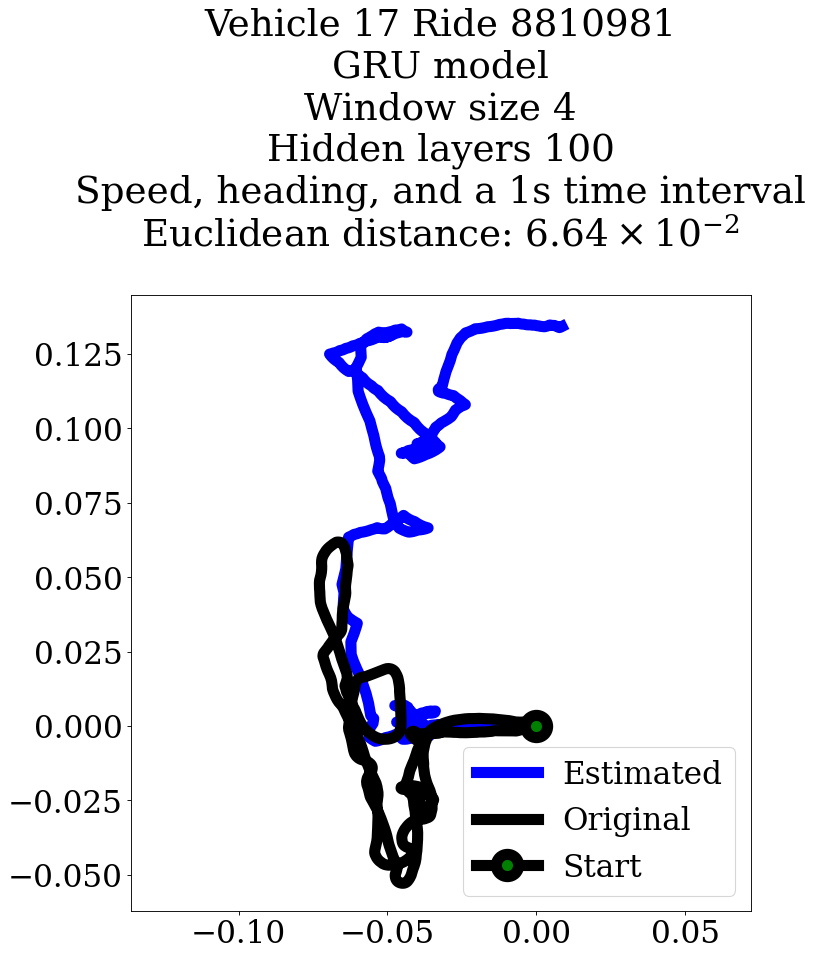 Vehicle 17 Ride 8810981
GRU model
Window size 4
Hidden layers 100
Speed, heading, and a 1s time interval
Euclidean distance: 6.64 × 10⁻²
0.125
0.100
0.075
0.050
0.025
0.000
−0.025
−0.050
Estimated
Original
Start
−0.10
−0.05
0.00
0.05